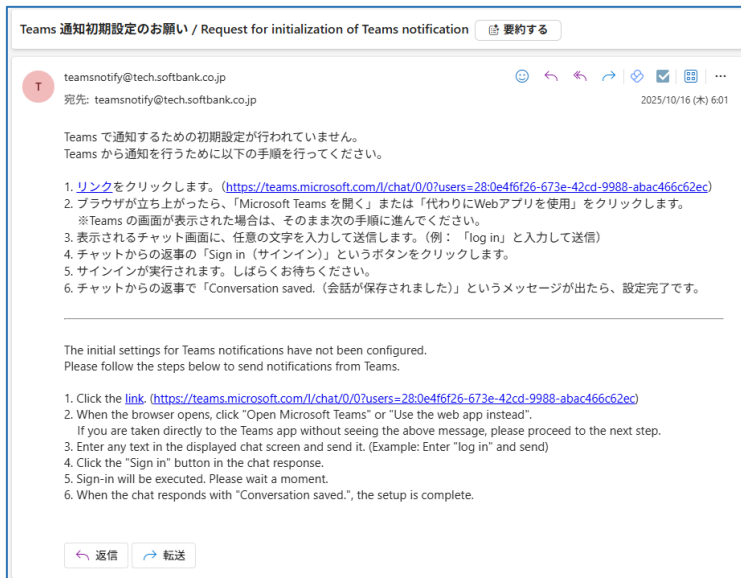 Teams 通知初期設定のお願い / Request for initialization of Teams notification 要約する
T
teamsnotify@tech.softbank.co.jp
宛先: teamsnotify@tech.softbank.co.jp
2025/10/16 (木) 6:01
Teams で通知するための初期設定が行われていません。
Teams から通知を行うために以下の手順を行ってください。
1. リンクをクリックします。（https://teams.microsoft.com/l/chat/0/0?users=28:0e4f6f26-673e-42cd-9988-abac466c62ec）
2. ブラウザが立ち上がったら、「Microsoft Teams を開く」または「代わりにWebアプリを使用」をクリックします。
※Teams の画面が表示された場合は、そのまま次の手順に進んでください。
3. 表示されるチャット画面に、任意の文字を入力して送信します。（例： 「log in」と入力して送信）
4. チャットからの返事の「Sign in（サインイン）」というボタンをクリックします。
5. サインインが実行されます。しばらくお待ちください。
6. チャットからの返事で「Conversation saved.（会話が保存されました）」というメッセージが出たら、設定完了です。
The initial settings for Teams notifications have not been configured.
Please follow the steps below to send notifications from Teams.
1. Click the link. (https://teams.microsoft.com/l/chat/0/0?users=28:0e4f6f26-673e-42cd-9988-abac466c62ec)
2. When the browser opens, click "Open Microsoft Teams" or "Use the web app instead".
If you are taken directly to the Teams app without seeing the above message, please proceed to the next step.
3. Enter any text in the displayed chat screen and send it. (Example: Enter "log in" and send)
4. Click the "Sign in" button in the chat response.
5. Sign-in will be executed. Please wait a moment.
6. When the chat responds with "Conversation saved.", the setup is complete.
返信 転送